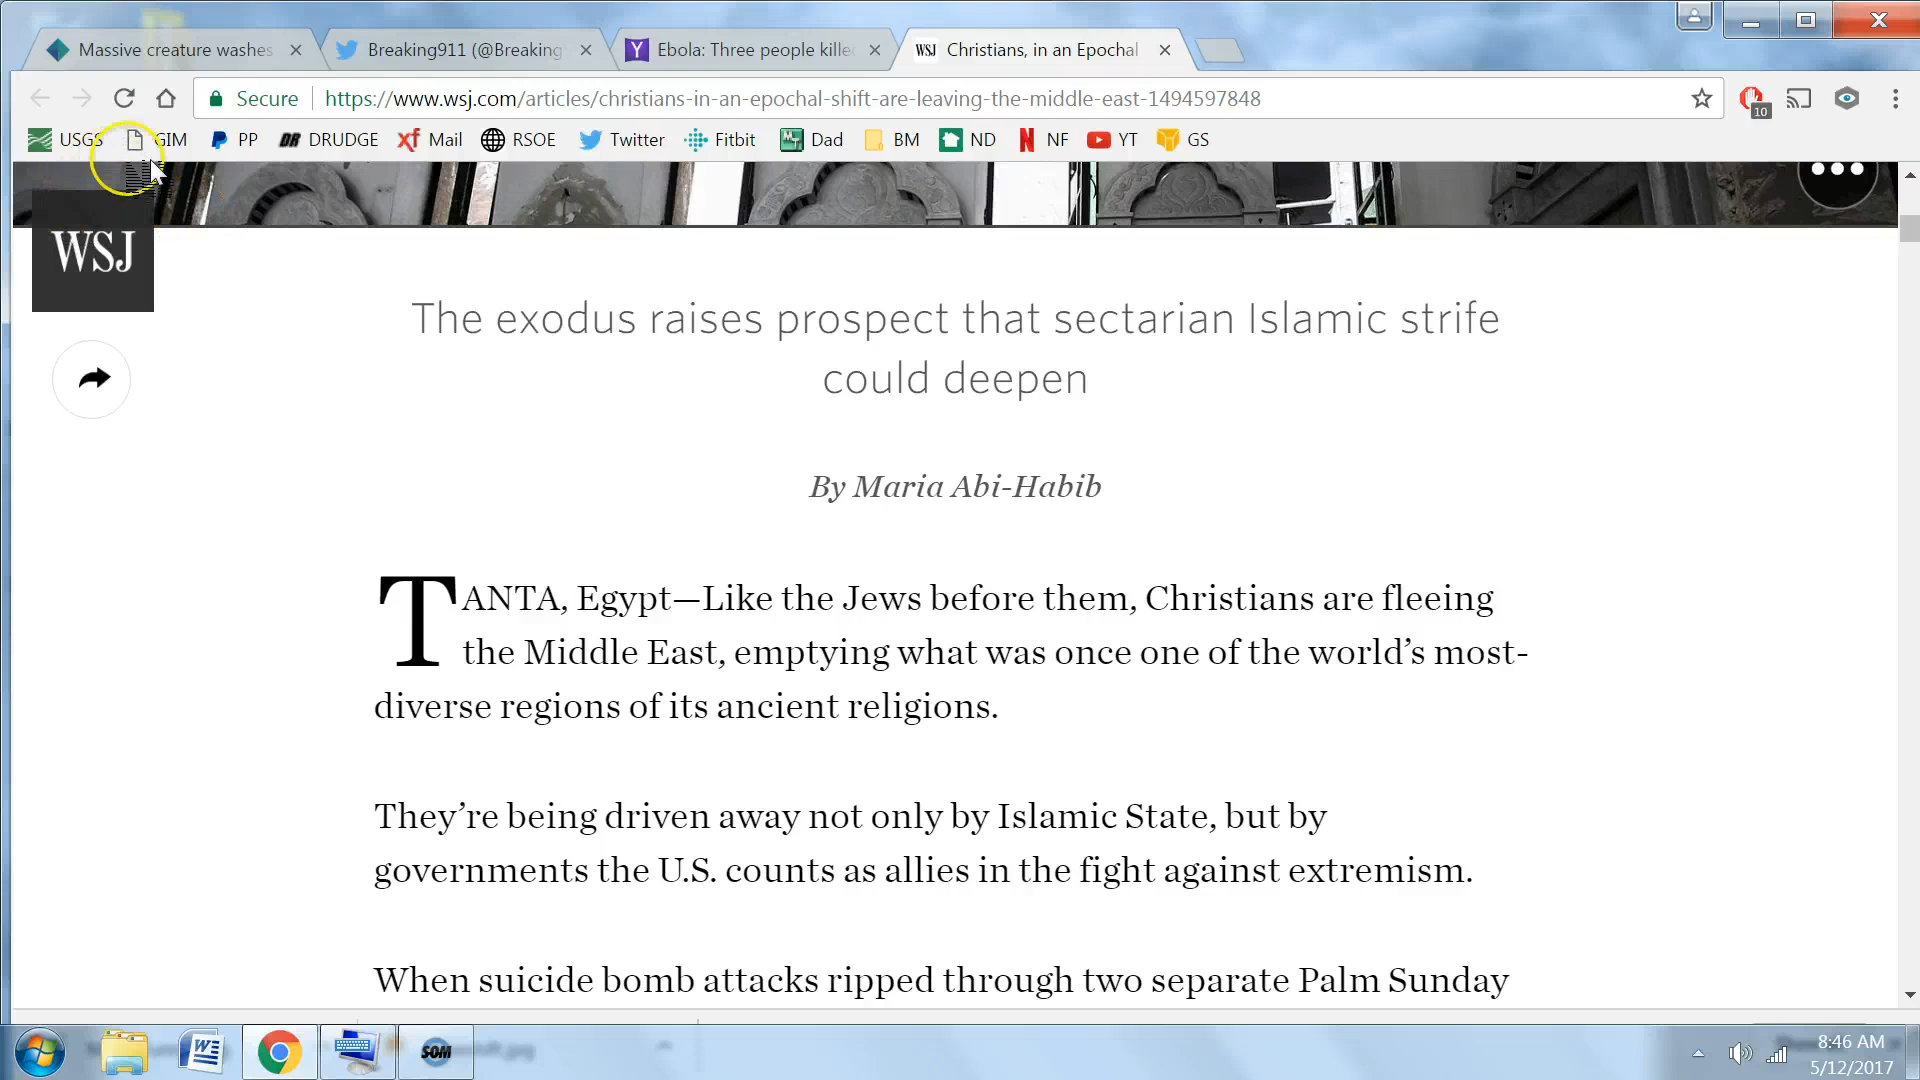 Massive creature washes
Breaking911 (@Breaking
Ebola: Three people kille
WSJ Christians, in an Epochal
Secure https://www.wsj.com/articles/christians-in-an-epochal-shift-are-leaving-the-middle-east-1494597848
10
USGS GIM PP DR DRUDGE xf Mail RSOE Twitter Fitbit Dad BM ND NF YT GS
WSJ
The exodus raises prospect that sectarian Islamic strife
could deepen
By Maria Abi-Habib
TANTA, Egypt—Like the Jews before them, Christians are fleeing
the Middle East, emptying what was once one of the world’s most-
diverse regions of its ancient religions.
They’re being driven away not only by Islamic State, but by
governments the U.S. counts as allies in the fight against extremism.
When suicide bomb attacks ripped through two separate Palm Sunday
SOM
8:46 AM
5/12/2017